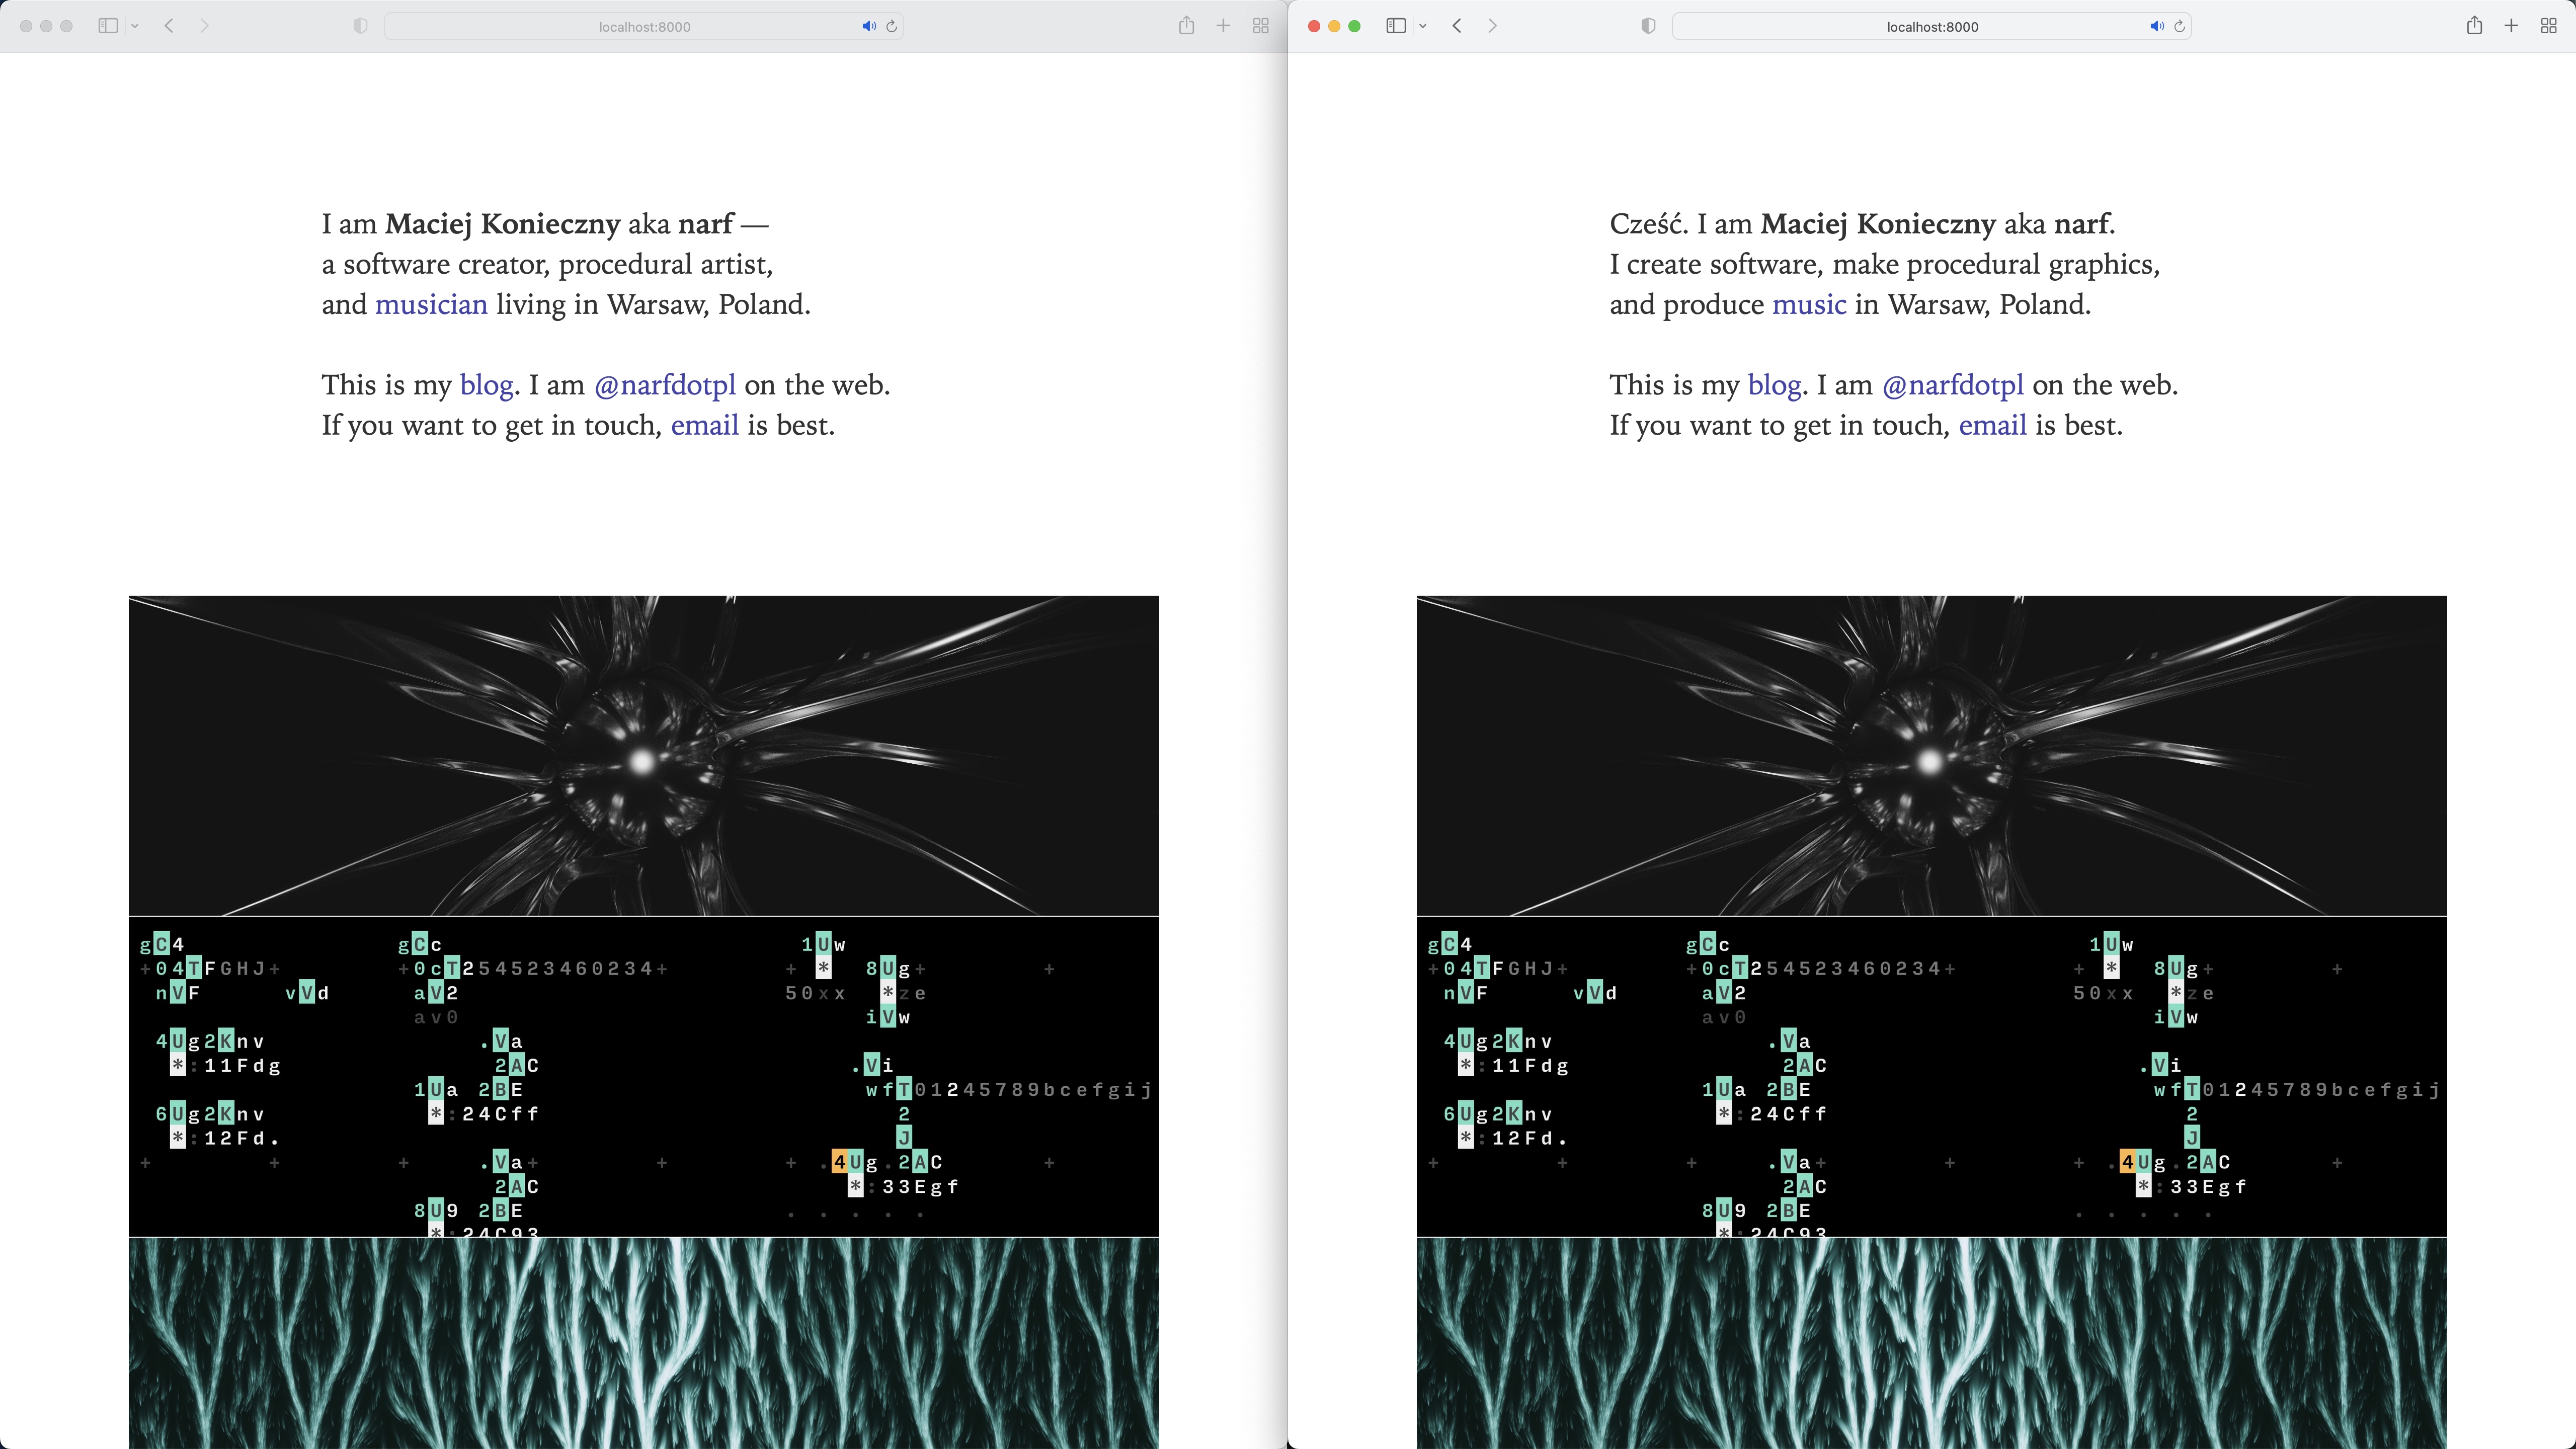 localhost:8000
I am Maciej Konieczny aka narf —
a software creator, procedural artist,
and musician living in Warsaw, Poland.
This is my blog. I am @narfdotpl on the web.
If you want to get in touch, email is best.
gC4 gCc 1Uw
+04TFGHJ+ +0cT254523460234+ + * 8Ug+ +
nVF vVd aV2 50xx *ze
av0 iVw
4Ug2Knv .Va
*:11Fdg 2AC .Vi
1Ua 2BE wfT01245789bcefgij
6Ug2Knv *:24Cff 2
*:12Fd. J
+ + + .Va+ + + .4Ug.2AC +
2AC *:33Egf
8U9 2BE . . . . .
*:24C93
localhost:8000
Cześć. I am Maciej Konieczny aka narf.
I create software, make procedural graphics,
and produce music in Warsaw, Poland.
This is my blog. I am @narfdotpl on the web.
If you want to get in touch, email is best.
gC4 gCc 1Uw
+04TFGHJ+ +0cT254523460234+ + * 8Ug+ +
nVF vVd aV2 50xx *ze
av0 iVw
4Ug2Knv .Va
*:11Fdg 2AC .Vi
1Ua 2BE wfT01245789bcefgij
6Ug2Knv *:24Cff 2
*:12Fd. J
+ + + .Va+ + + .4Ug.2AC +
2AC *:33Egf
8U9 2BE . . . . .
*:24C93